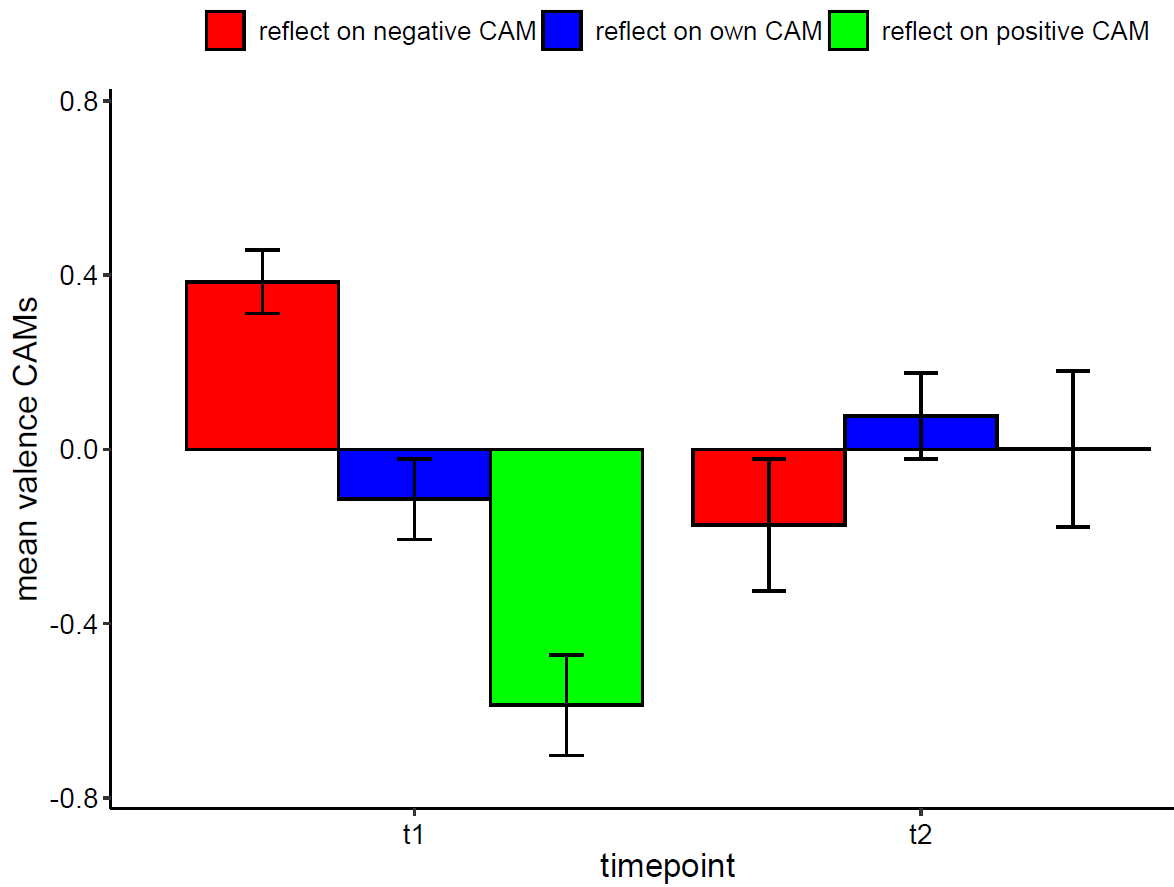 reflect on negative CAM reflect on own CAM reflect on positive CAM
mean valence CAMs
0.8
0.4
0.0
-0.4
-0.8
t1 t2
timepoint